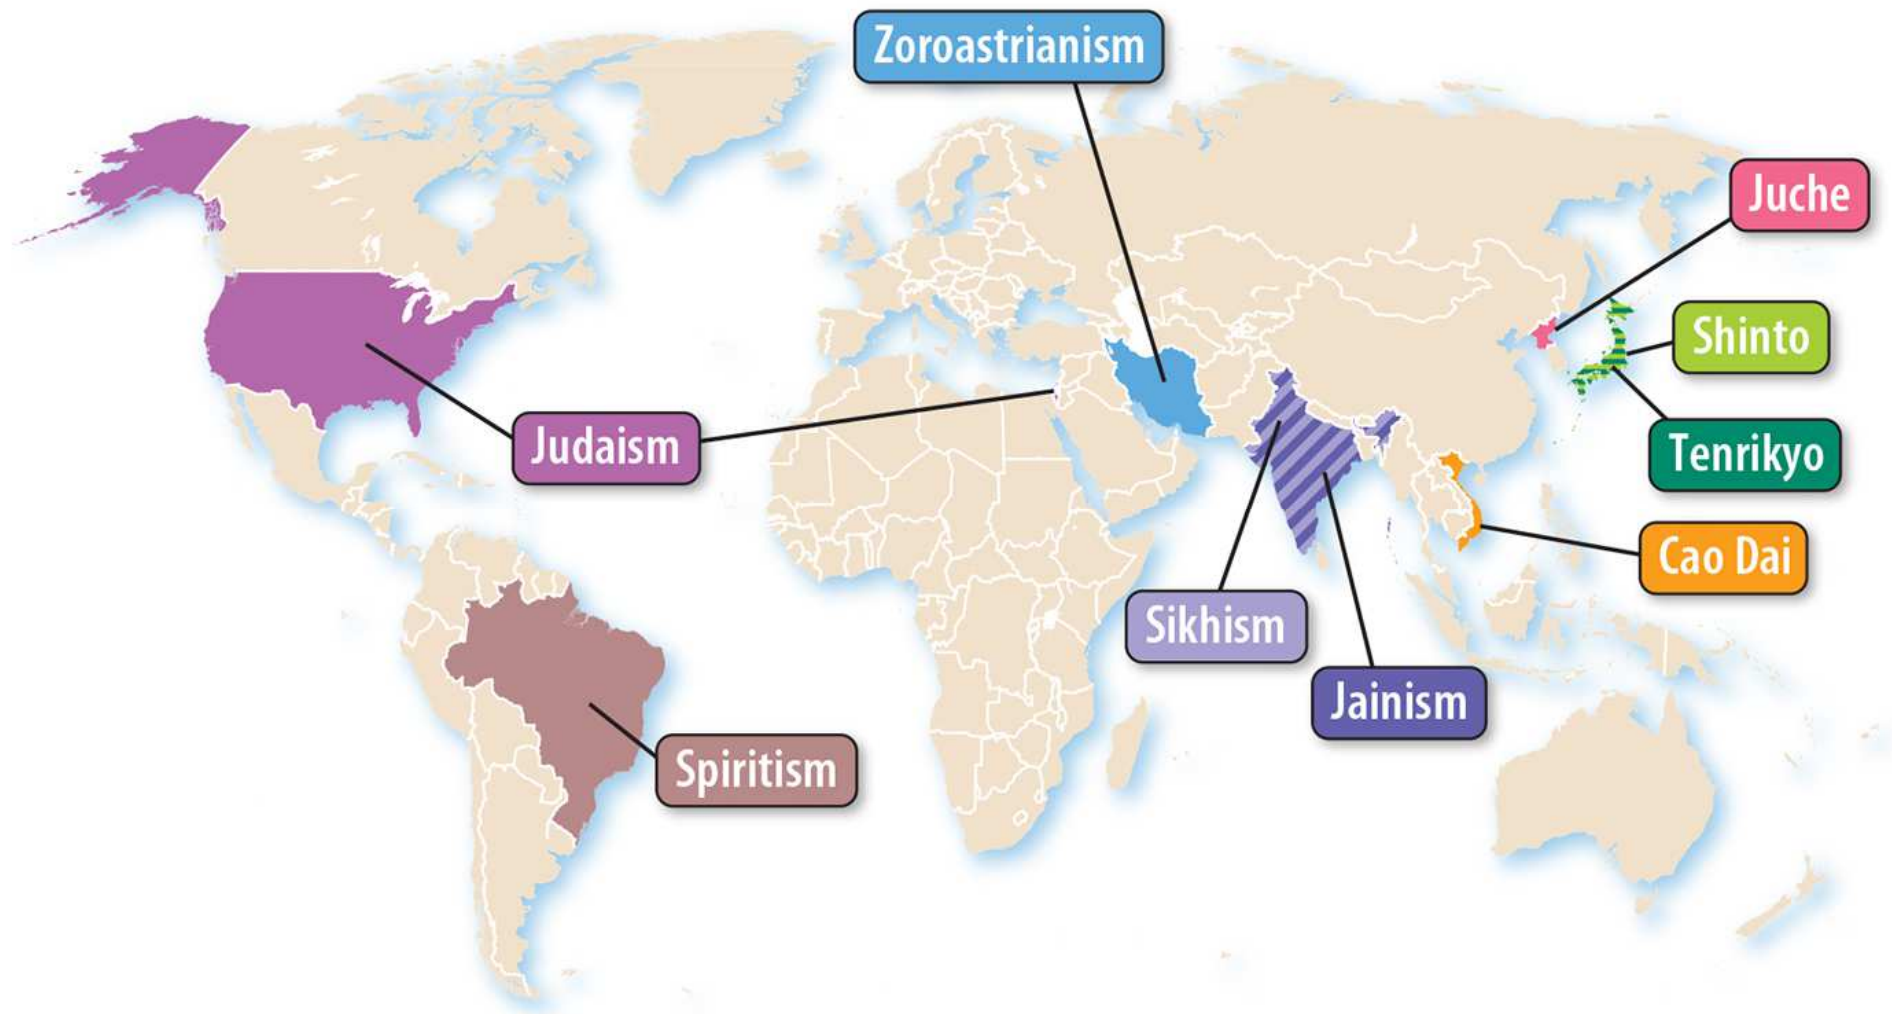 Zoroastrianism
Juche
Shinto
Judaism
Tenrikyo
Cao Dai
Sikhism
Jainism
Spiritism